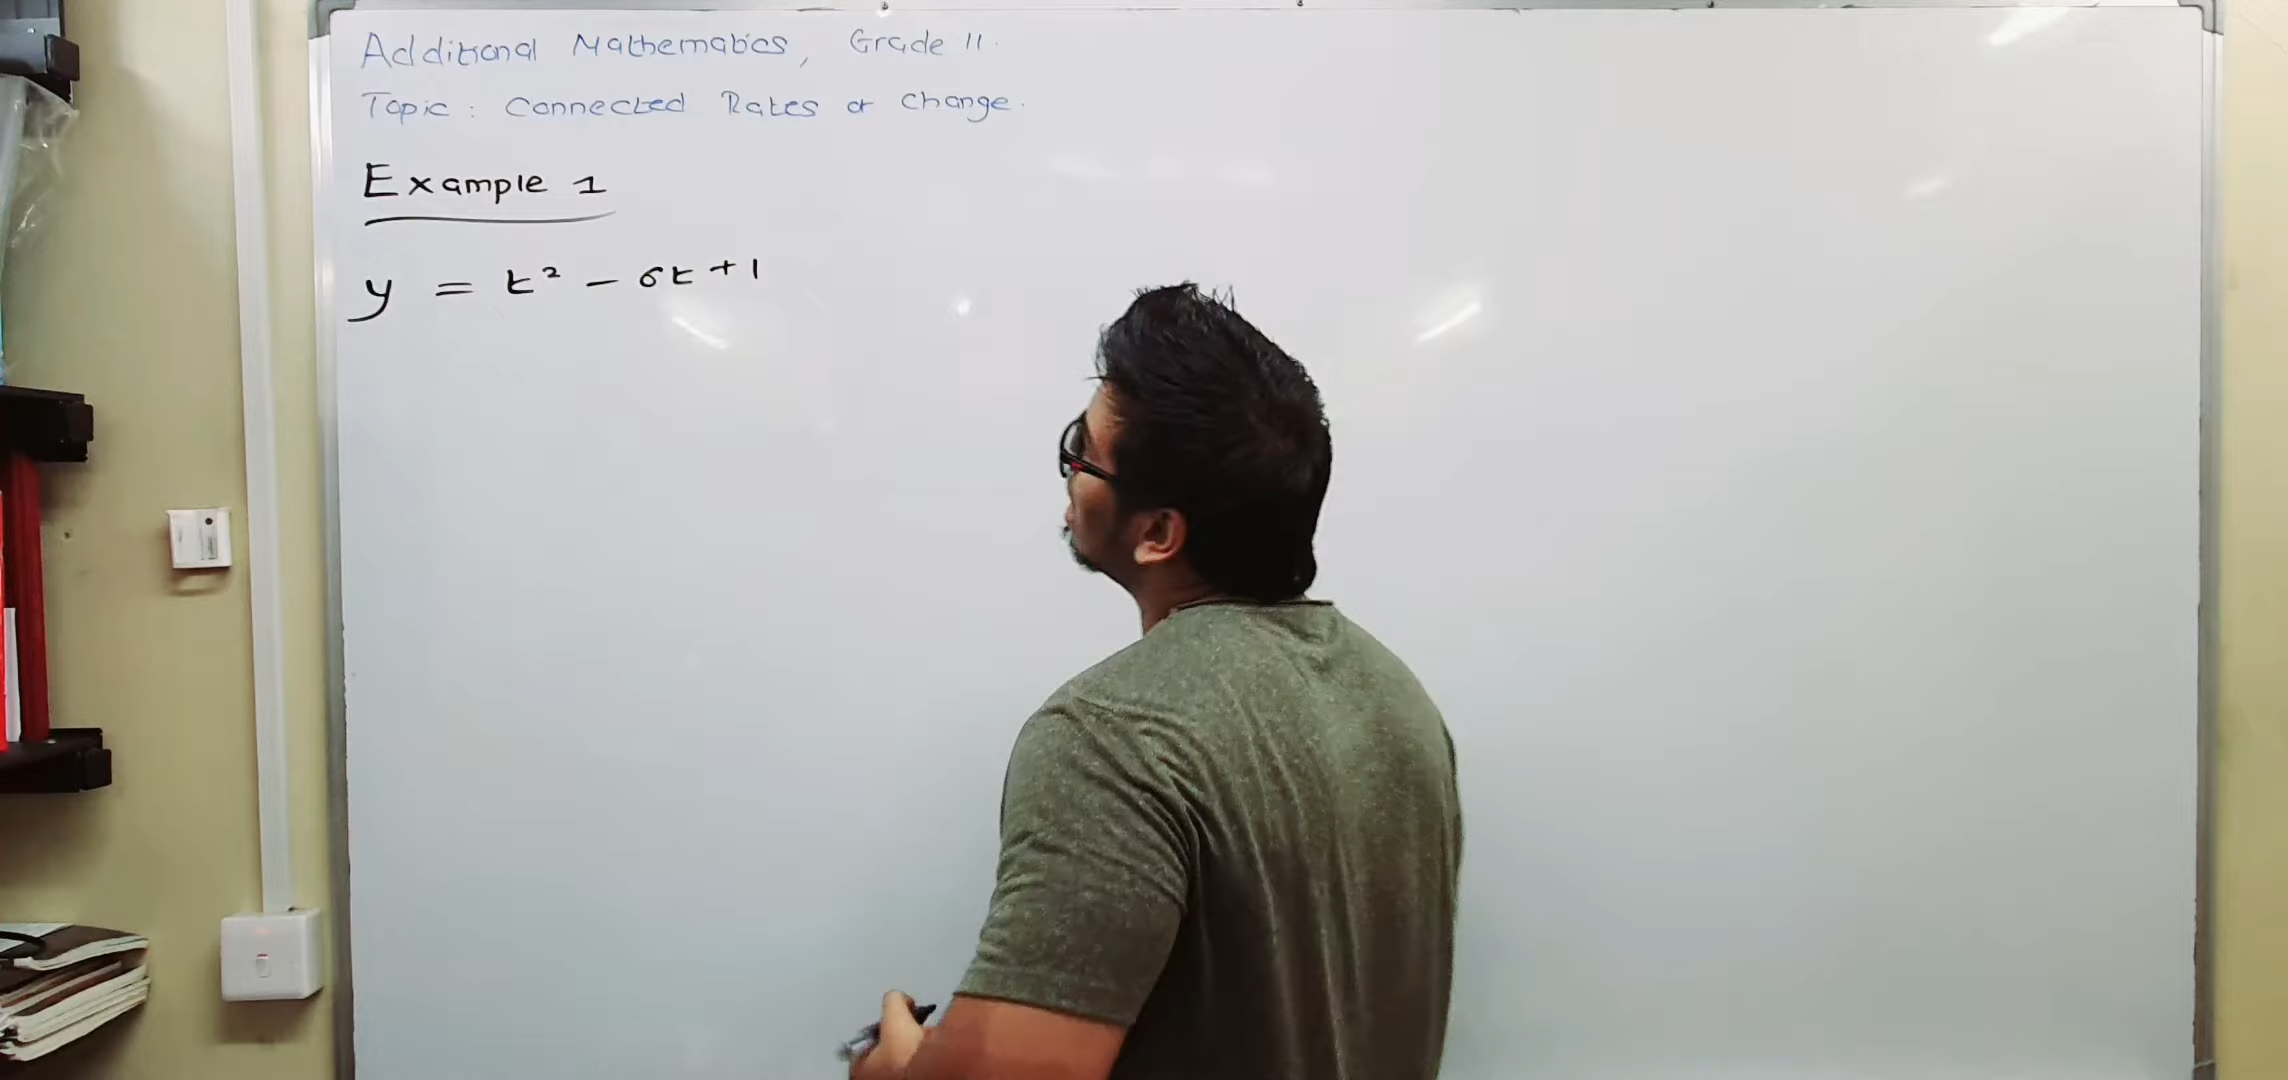 Additional Mathematics, Grade 11.
Topic : Connected Rates of Change.
Example 1
y = t² - 6t + 1